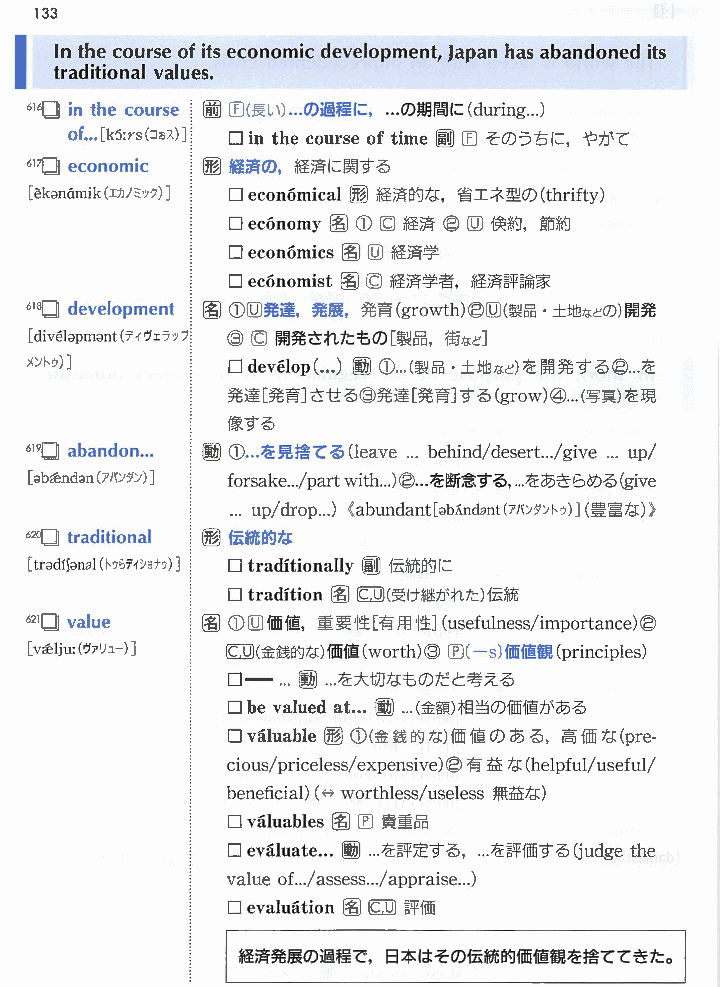 133
In the course of its economic development, Japan has abandoned its
traditional values.
616 in the course
of...[kɔ́ːrs(コぁス)]
前 F(長い)...の過程に，...の期間に(during...)
□ in the course of time 副 F そのうちに，やがて
617 economic
[èkənámik(エカノミック)]
形 経済の，経済に関する
□ económical 形 経済的な，省エネ型の(thrifty)
□ ecónomy 名 ① C 経済 ② U 倹約，節約
□ económics 名 U 経済学
□ ecónomist 名 C 経済学者，経済評論家
618 development
[divéləpmənt(ディヴェラップ
メントゥ)]
名 ①U発達，発展，発育(growth)②U(製品・土地などの)開発
③ C 開発されたもの[製品，街など]
□ devélop(...) 動 ①...(製品・土地など)を開発する②...を
発達[発育]させる③発達[発育]する(grow)④...(写真)を現
像する
619 abandon...
[əbǽndən(アバンダン)]
動 ①...を見捨てる(leave ... behind/desert.../give ... up/
forsake.../part with...)②...を断念する，...をあきらめる(give
... up/drop...)《abundant[əbʌ́ndənt(アバンダントゥ)](豊富な)》
620 traditional
[trədíʃənəl(トゥらディショナゥ)]
形 伝統的な
□ tradítionally 副 伝統的に
□ tradítion 名 C,U(受け継がれた)伝統
621 value
[vǽljuː(ヴァリュー)]
名 ①U価値，重要性[有用性](usefulness/importance)②
C,U(金銭的な)価値(worth)③ P(―s)価値観(principles)
□― ... 動 ...を大切なものだと考える
□ be valued at... 動 ...(金額)相当の価値がある
□ váluable 形 ①(金銭的な)価値のある，高価な(pre-
cious/priceless/expensive)②有益な(helpful/useful/
beneficial)(↔ worthless/useless 無益な)
□ váluables 名 P 貴重品
□ eváluate... 動 ...を評定する，...を評価する(judge the
value of.../assess.../appraise...)
□ evaluátion 名 C,U 評価
経済発展の過程で，日本はその伝統的価値観を捨ててきた。